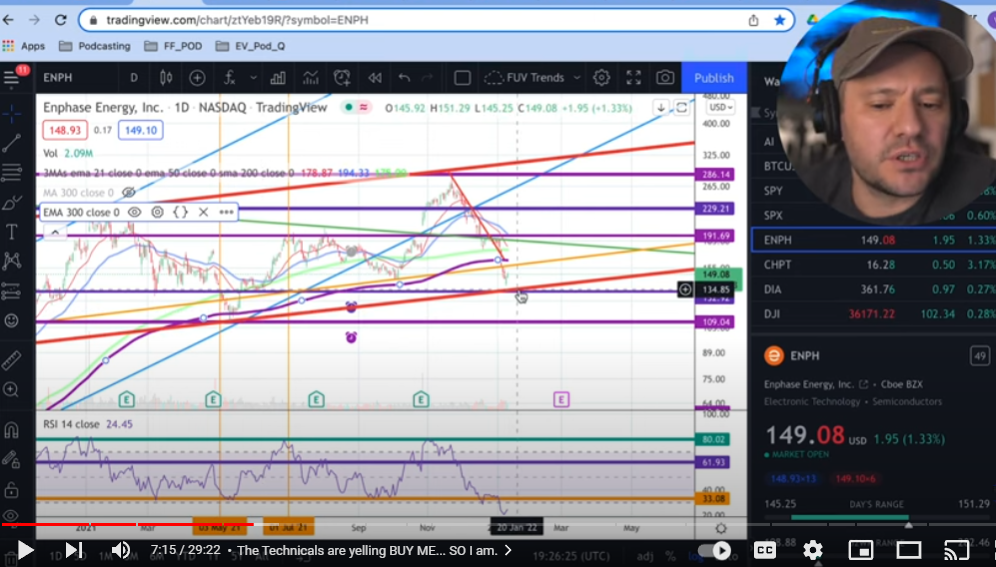 tradingview.com/chart/ztYeb19R/?symbol=ENPH
Apps Podcasting FF_POD EV_Pod_Q
11
ENPH D FUV Trends Publish
Enphase Energy, Inc. · 1D · NASDAQ · TradingView
O145.92 H151.29 L145.25 C149.08 +1.95 (+1.33%)
USD
148.93 0.17 149.10
Vol 2.09M
3MAs ema 21 close 0 ema 50 close 0 sma 200 close 0 178.87 194.33
MA 300 close 0
EMA 300 close 0
480.00
400.00
325.00
286.14
265.00
229.21
191.69
149.08
134.85
109.04
89.00
75.00
64.00
E E E E E
RSI 14 close 24.45
100.00
80.02
61.93
40.00
33.08
20.00
2021 Mar 03 May '21 01 Jul '21 Sep Nov 20 Jan '22 Mar May
19:26:25 (UTC) adj % log
Wa
Sy
AI
BTCU
SPY
SPX 0.60%
ENPH 149.08 1.95 1.33%
CHPT 16.28 0.50 3.17%
DIA 361.76 0.97 0.27%
DJI 36171.22 102.34 0.28%
ENPH 49
Enphase Energy, Inc. • Cboe BZX
Electronic Technology • Semiconductors
149.08 USD 1.95 (1.33%)
MARKET OPEN
148.93×13 149.10×6
145.25 DAY'S RANGE 151.29
7:15 / 29:22 • The Technicals are yelling BUY ME... SO I am.
CC